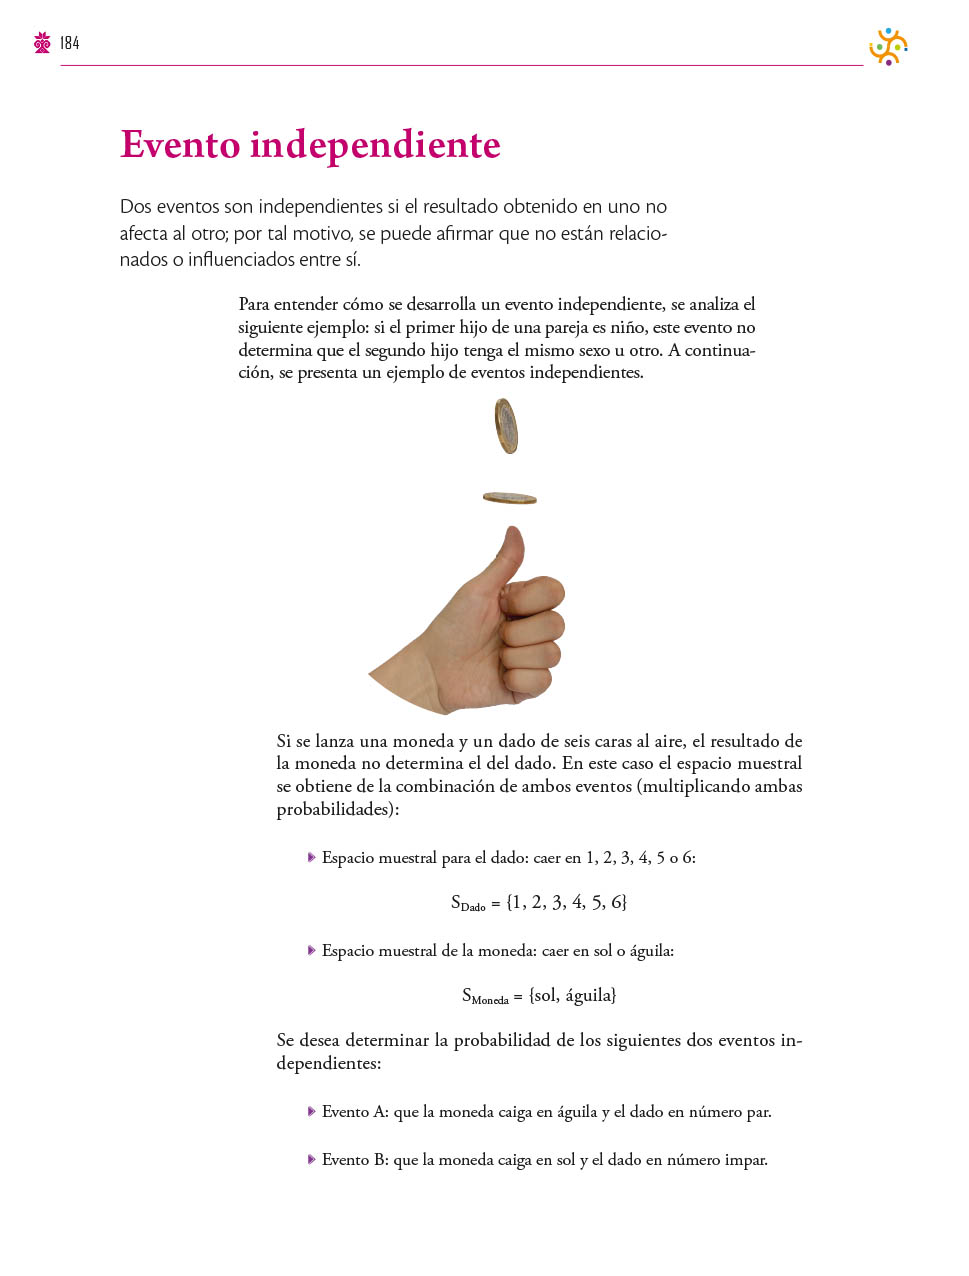 184
Evento independiente
Dos eventos son independientes si el resultado obtenido en uno no
afecta al otro; por tal motivo, se puede afirmar que no están relacio-
nados o influenciados entre sí.
Para entender cómo se desarrolla un evento independiente, se analiza el
siguiente ejemplo: si el primer hijo de una pareja es niño, este evento no
determina que el segundo hijo tenga el mismo sexo u otro. A continua-
ción, se presenta un ejemplo de eventos independientes.
Si se lanza una moneda y un dado de seis caras al aire, el resultado de
la moneda no determina el del dado. En este caso el espacio muestral
se obtiene de la combinación de ambos eventos (multiplicando ambas
probabilidades):
Espacio muestral para el dado: caer en 1, 2, 3, 4, 5 o 6:
S Dado = {1, 2, 3, 4, 5, 6}
Espacio muestral de la moneda: caer en sol o águila:
S Moneda = {sol, águila}
Se desea determinar la probabilidad de los siguientes dos eventos in-
dependientes:
Evento A: que la moneda caiga en águila y el dado en número par.
Evento B: que la moneda caiga en sol y el dado en número impar.